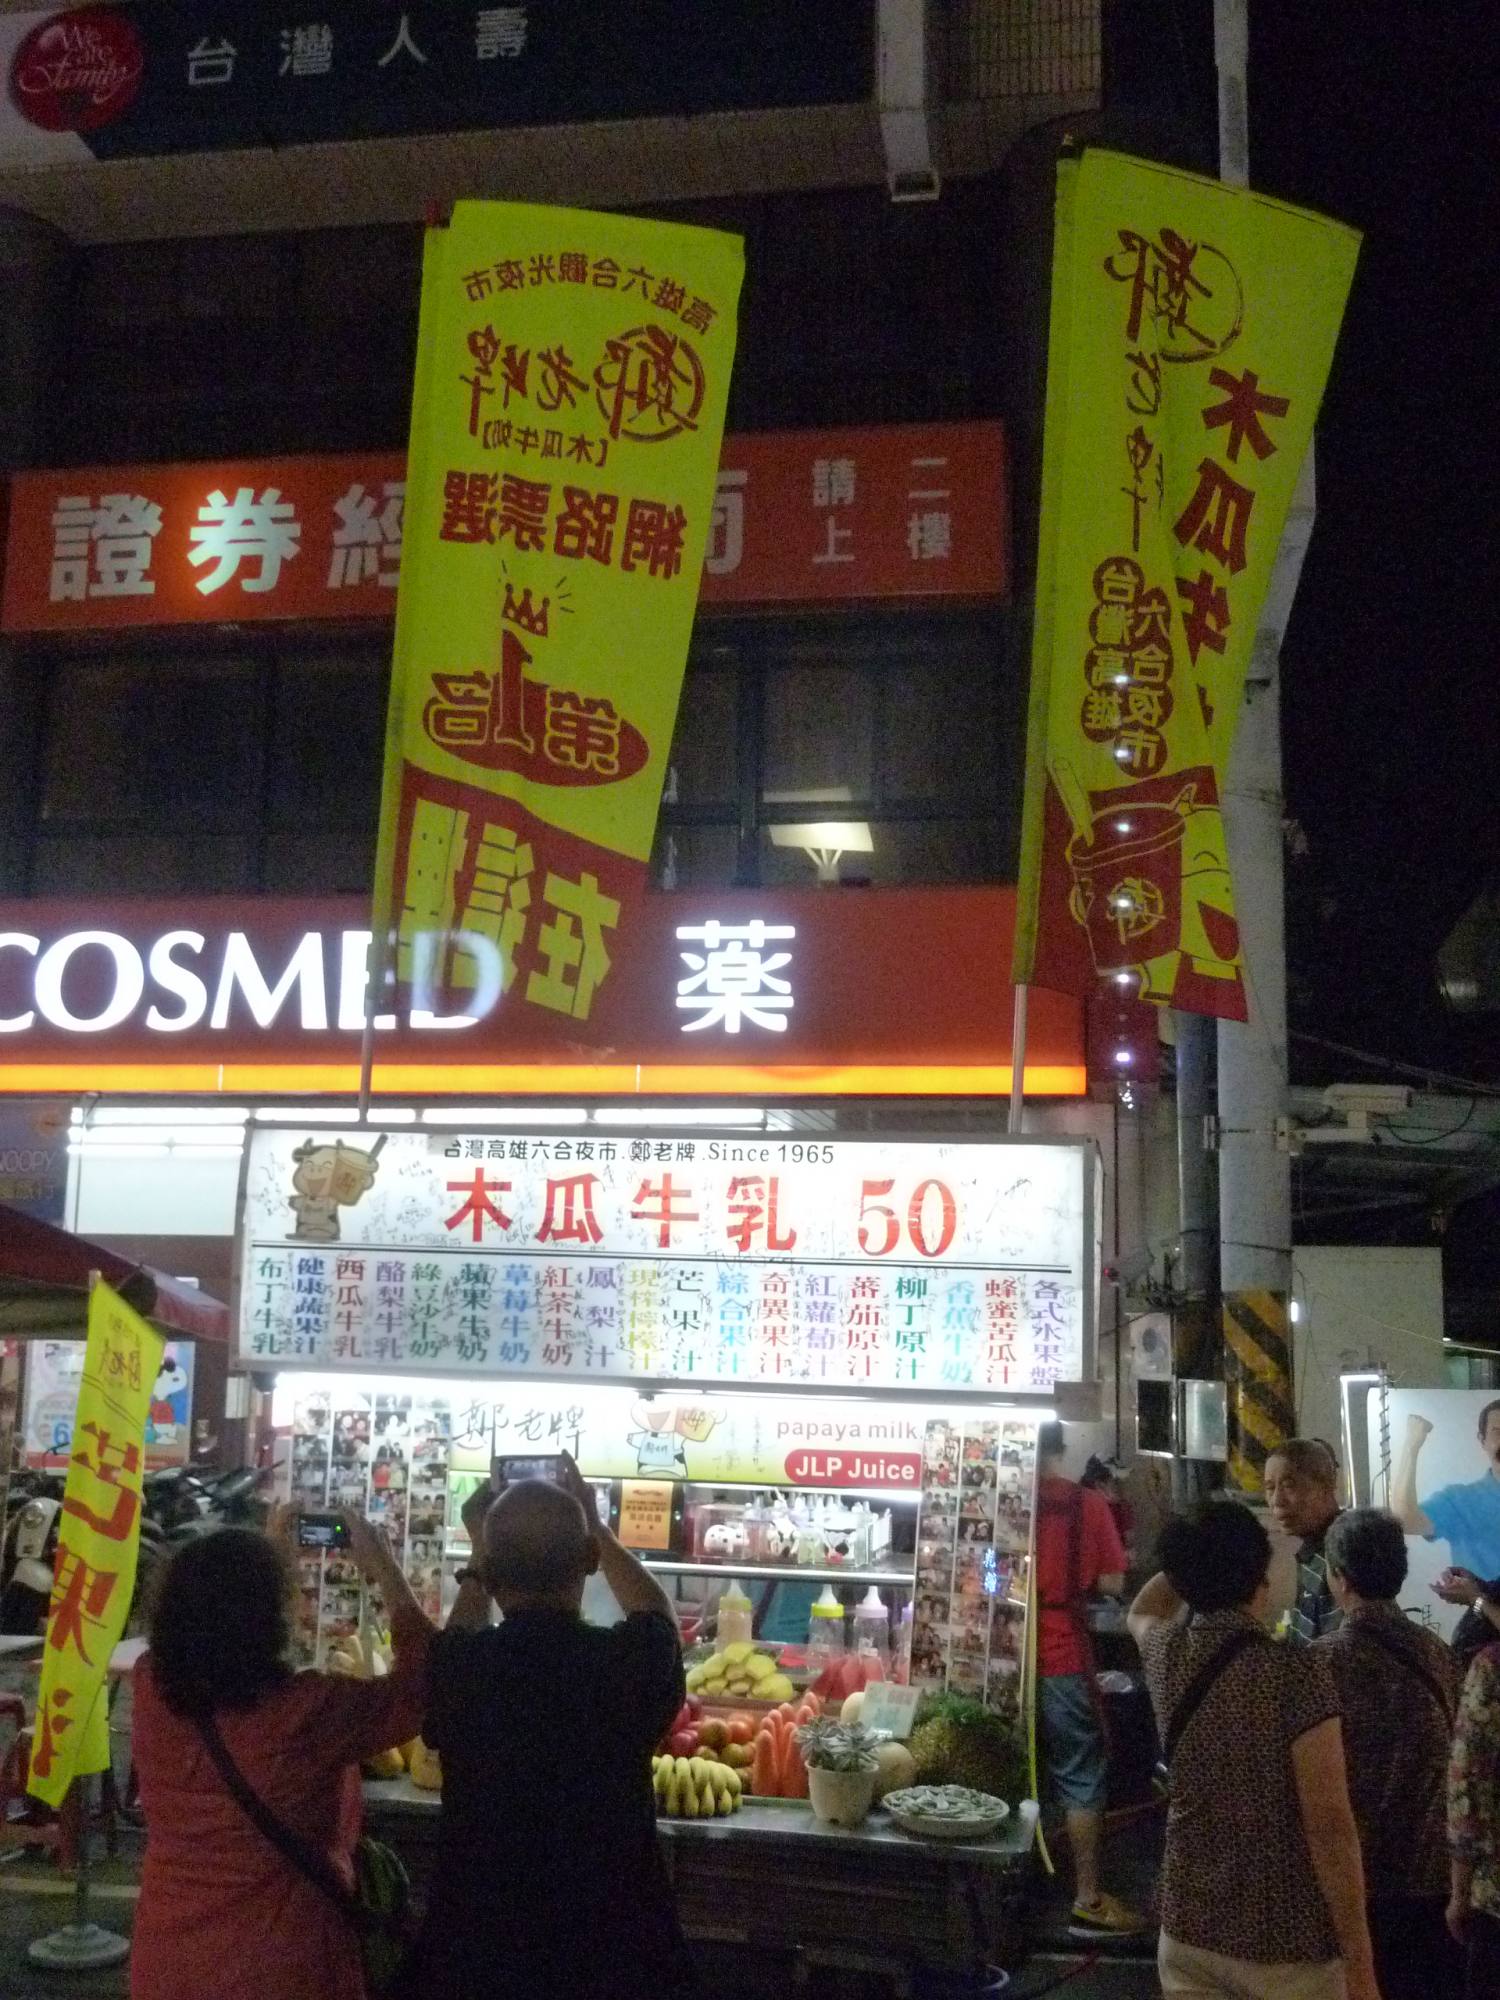 We are Family
台灣人壽
高雄六合觀光夜市
鄭老牌
【木瓜牛奶】
網路票選
第1名
在這裡
鄭老牌
木瓜牛
台灣高雄
六合夜市
證券經
請上二樓
COSMED 藥
台灣高雄六合夜市.鄭老牌.Since 1965
木瓜牛乳 50
布丁牛乳
健康蔬果汁
西瓜牛乳
酪梨牛乳
綠豆沙牛奶
蘋果牛奶
草莓牛奶
紅茶牛奶
鳳梨汁
現榨檸檬汁
芒果汁
綜合果汁
奇異果汁
紅蘿蔔汁
蕃茄原汁
柳丁原汁
香蕉牛奶
蜂蜜苦瓜汁
各式水果盤
鄭老牌
papaya milk.
JLP Juice
芒果